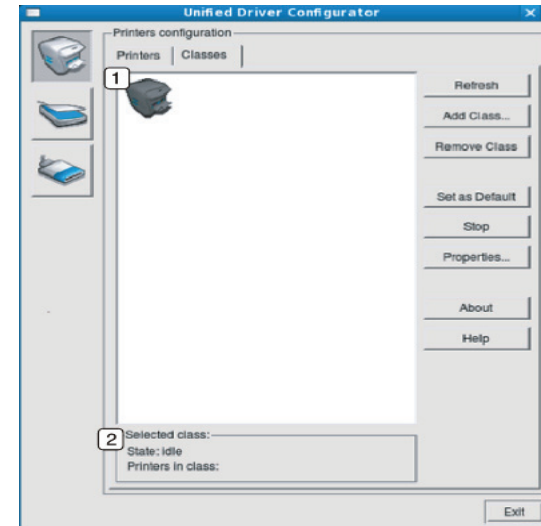 Unified Driver Configurator
Printers configuration
Printers
Classes
1
Refresh
Add Class...
Remove Class
Set as Default
Stop
Properties...
About
Help
2
Selected class:
State: idle
Printers in class:
Exit